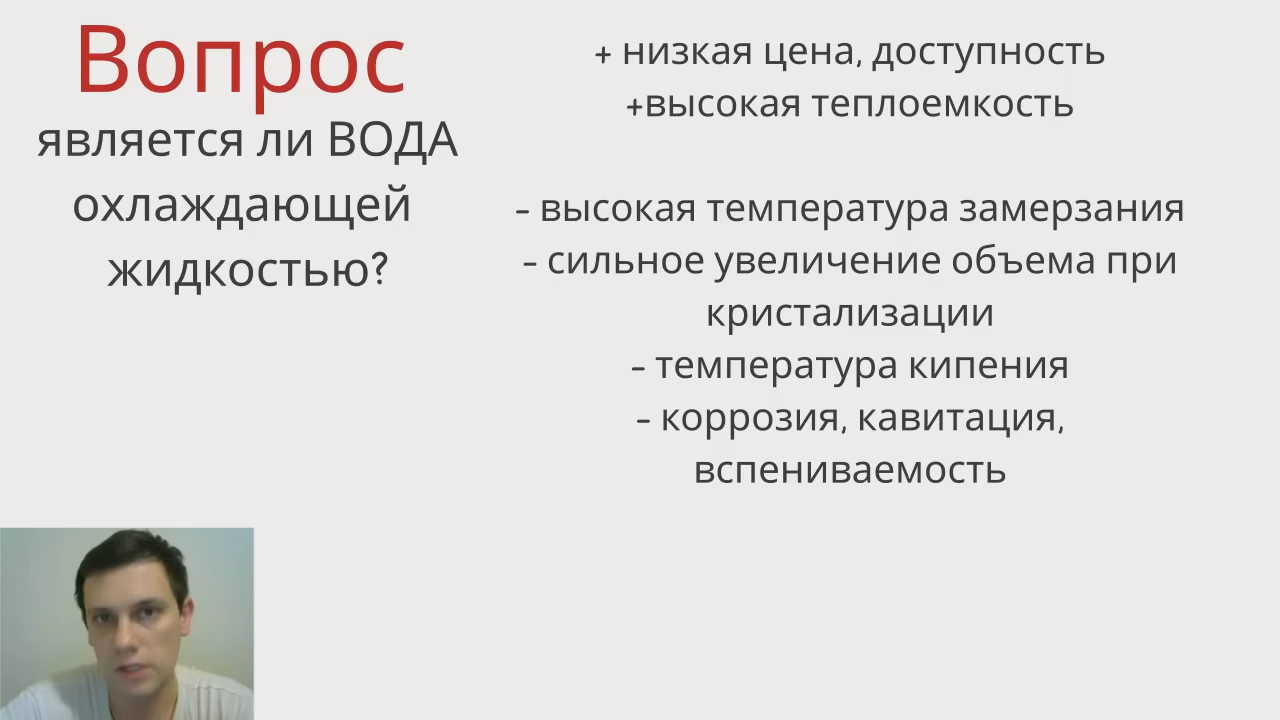 Вопрос
является ли ВОДА
охлаждающей
жидкостью?
+ низкая цена, доступность
+высокая теплоемкость
- высокая температура замерзания
- сильное увеличение объема при
кристализации
- температура кипения
- коррозия, кавитация,
вспениваемость